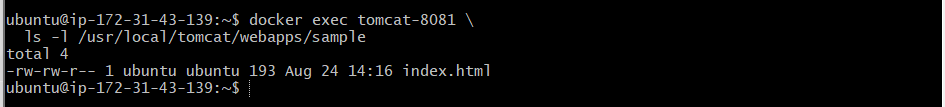 ubuntu@ip-172-31-43-139:~$ docker exec tomcat-8081 \
  ls -l /usr/local/tomcat/webapps/sample
total 4
-rw-rw-r-- 1 ubuntu ubuntu 193 Aug 24 14:16 index.html
ubuntu@ip-172-31-43-139:~$